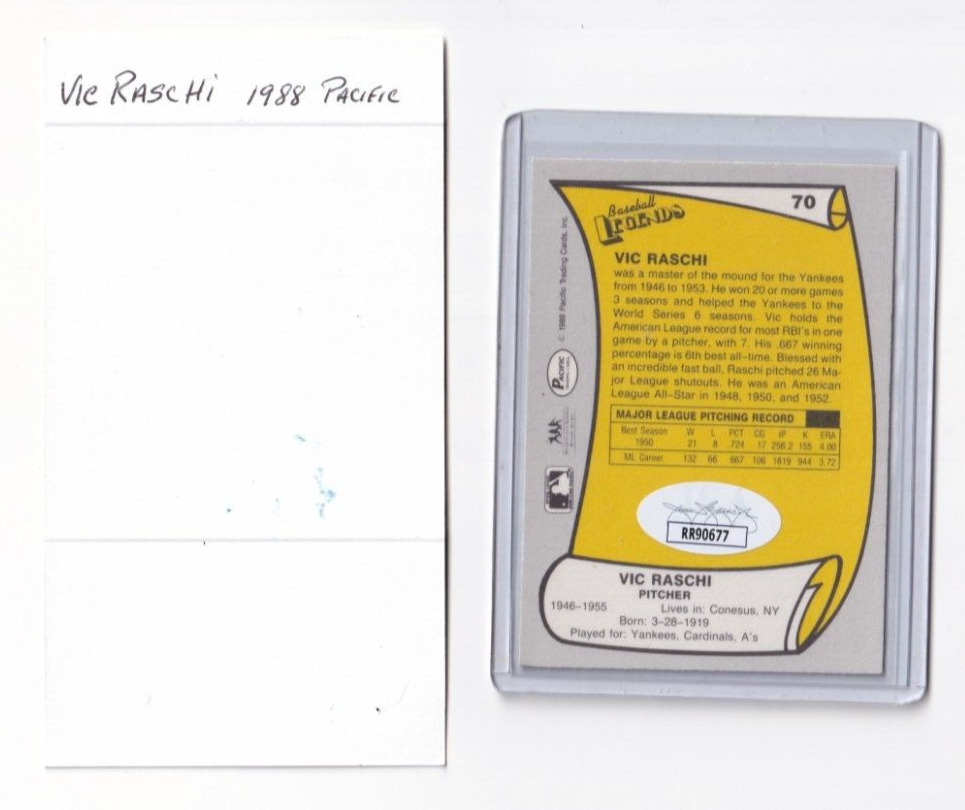 Vic Raschi 1988 Pacific
70
Baseball
LEGENDS
© 1988 Pacific Trading Cards, Inc.
PACIFIC
VIC RASCHI
was a master of the mound for the Yankees
from 1946 to 1953. He won 20 or more games
3 seasons and helped the Yankees to the
World Series 6 seasons. Vic holds the
American League record for most RBI's in one
game by a pitcher, with 7. His .667 winning
percentage is 6th best all-time. Blessed with
an incredible fast ball, Raschi pitched 26 Ma-
jor League shutouts. He was an American
League All-Star in 1948, 1950, and 1952.
MAJOR LEAGUE PITCHING RECORD
Best Season W L PCT CG IP K ERA
1950 21 8 .724 17 256.2 155 4.00
ML Career 132 66 .667 106 1819 944 3.72
RR90677
VIC RASCHI
PITCHER
1946-1955 Lives in: Conesus, NY
Born: 3-28-1919
Played for: Yankees, Cardinals, A's